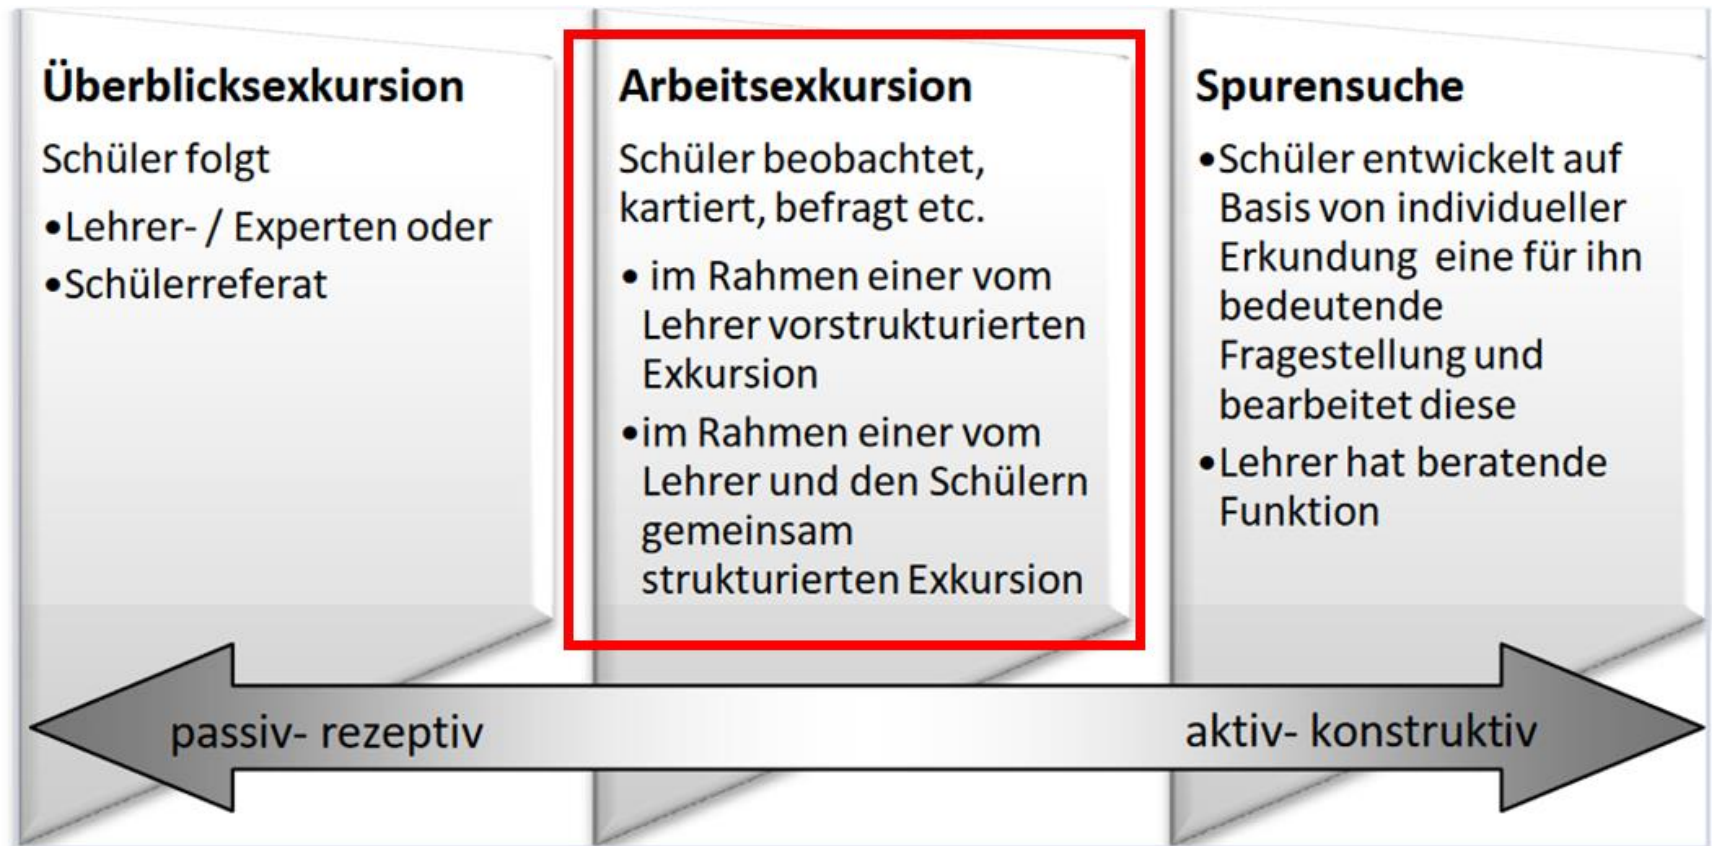 Überblicksexkursion
Schüler folgt
•Lehrer- / Experten oder
•Schülerreferat
Arbeitsexkursion
Schüler beobachtet,
kartiert, befragt etc.
• im Rahmen einer vom
Lehrer vorstrukturierten
Exkursion
•im Rahmen einer vom
Lehrer und den Schülern
gemeinsam
strukturierten Exkursion
Spurensuche
•Schüler entwickelt auf
Basis von individueller
Erkundung  eine für ihn
bedeutende
Fragestellung und
bearbeitet diese
•Lehrer hat beratende
Funktion
passiv- rezeptiv
aktiv- konstruktiv